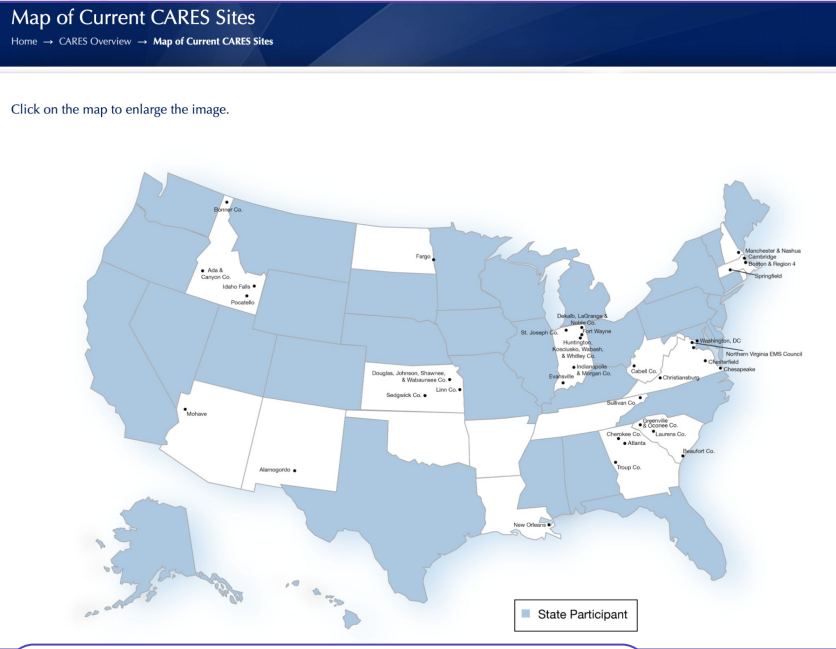 Map of Current CARES Sites
Home → CARES Overview → Map of Current CARES Sites
Click on the map to enlarge the image.
Bonner Co.
Ada &
Canyon Co.
Idaho Falls
Pocatello
Fargo
Manchester & Nashua
Cambridge
Boston & Region 4
Springfield
Dekalb, LaGrange &
Noble Co.
St. Joseph Co.
Fort Wayne
Huntington,
Kosciusko, Wabash,
& Whitley Co.
Indianapolis
& Morgan Co.
Evansville
Washington, DC
Northern Virginia EMS Council
Chesterfield
Chesapeake
Cabell Co.
Christiansburg
Douglas, Johnson, Shawnee,
& Wabaunsee Co.
Linn Co.
Sedgwick Co.
Mohave
Alamogordo
Sullivan Co.
Greenville
& Oconee Co.
Laurens Co.
Cherokee Co.
Atlanta
Beaufort Co.
Troup Co.
New Orleans
State Participant